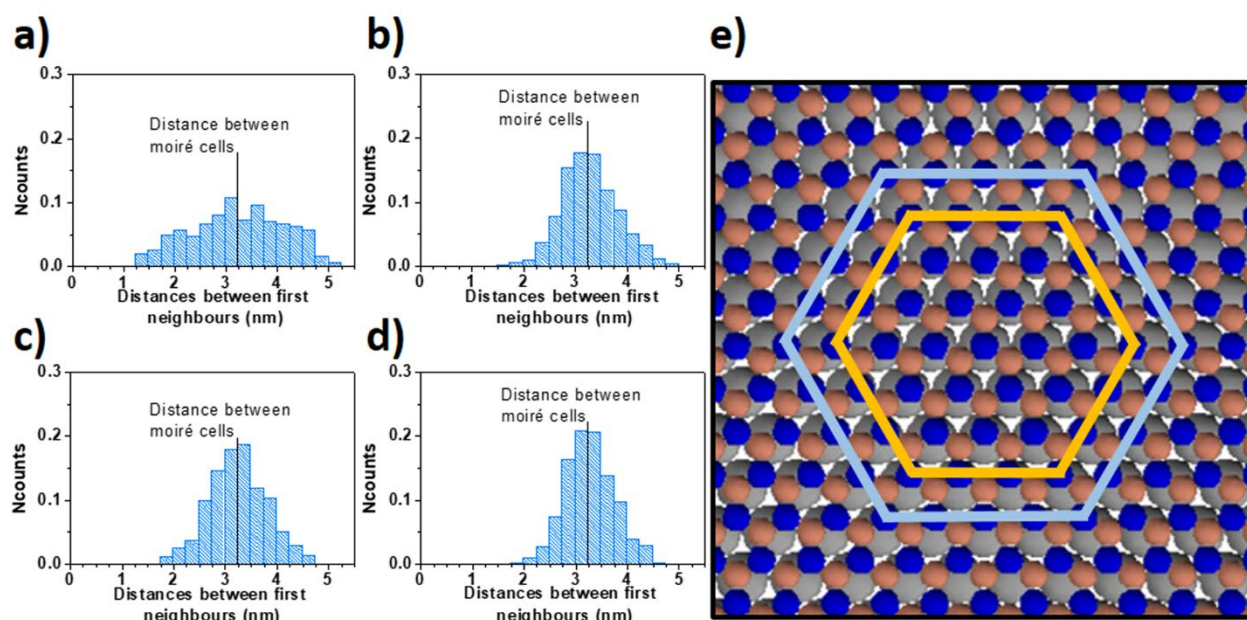 a)
0.3
0.2
0.1
0.0
Ncounts
Distance between
moiré cells
0 1 2 3 4 5
Distances between first
neighbours (nm)
b)
0.3
0.2
0.1
0.0
Ncounts
Distance between
moiré cells
0 1 2 3 4 5
Distances between first
neighbours (nm)
c)
0.3
0.2
0.1
0.0
Ncounts
Distance between
moiré cells
0 1 2 3 4 5
Distances between first
neighbours (nm)
d)
0.3
0.2
0.1
0.0
Ncounts
Distance between
moiré cells
0 1 2 3 4 5
Distances between first
neighbours (nm)
e)